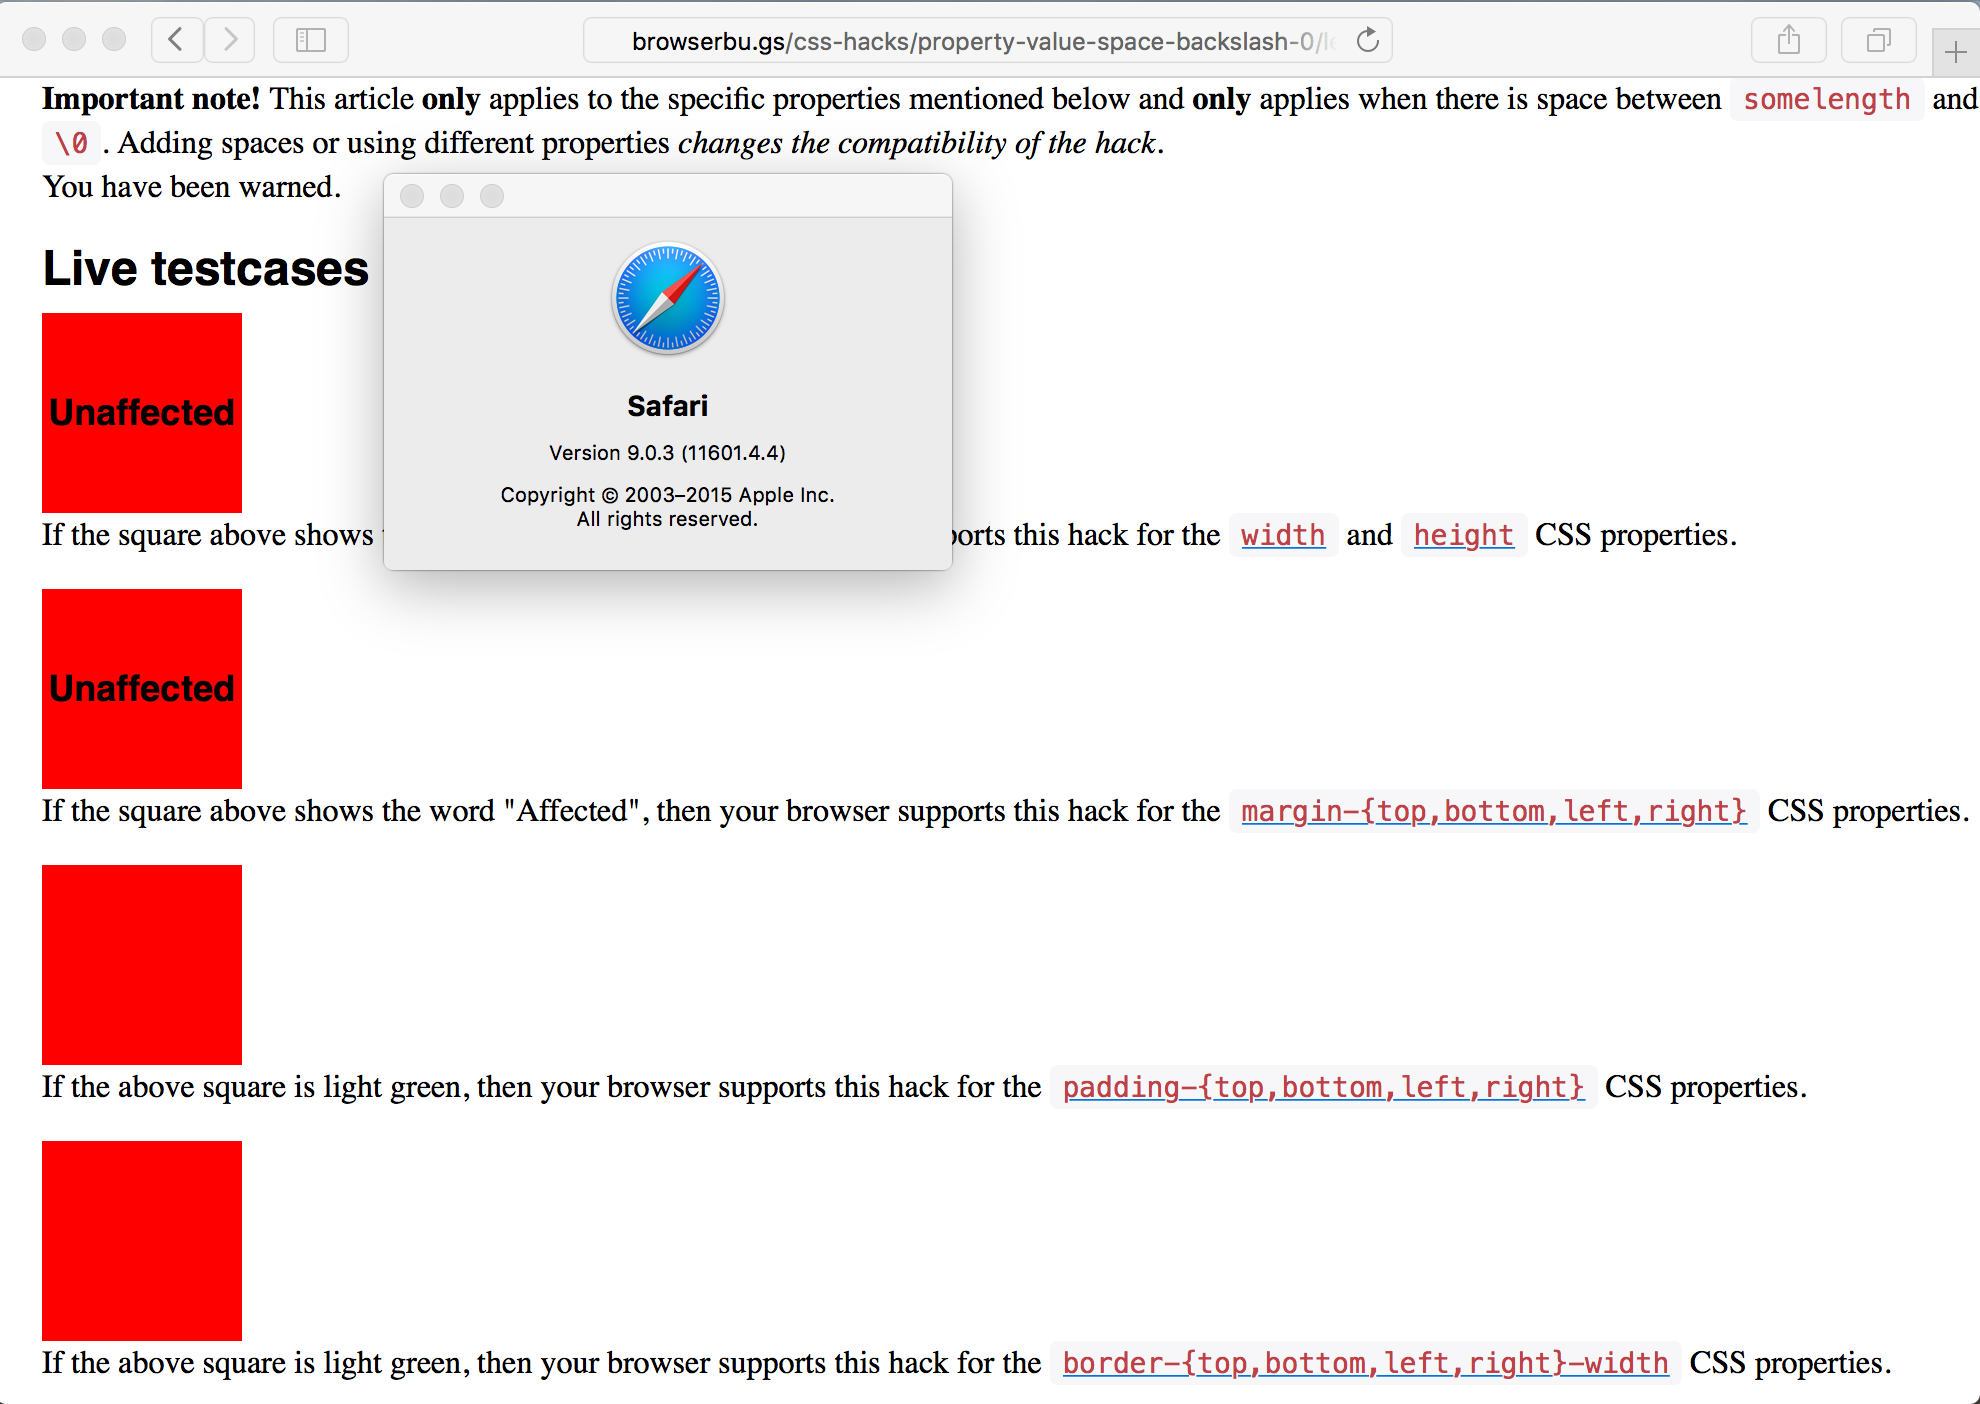 browserbu.gs/css-hacks/property-value-space-backslash-0/
Important note! This article only applies to the specific properties mentioned below and only applies when there is space between somelength and
\0 . Adding spaces or using different properties changes the compatibility of the hack.
You have been warned.
Live testcases
Safari
Version 9.0.3 (11601.4.4)
Copyright © 2003–2015 Apple Inc.
All rights reserved.
Unaffected
If the square above shows this hack for the width and height CSS properties.
Unaffected
If the square above shows the word "Affected", then your browser supports this hack for the margin-{top,bottom,left,right} CSS properties.
If the above square is light green, then your browser supports this hack for the padding-{top,bottom,left,right} CSS properties.
If the above square is light green, then your browser supports this hack for the border-{top,bottom,left,right}-width CSS properties.